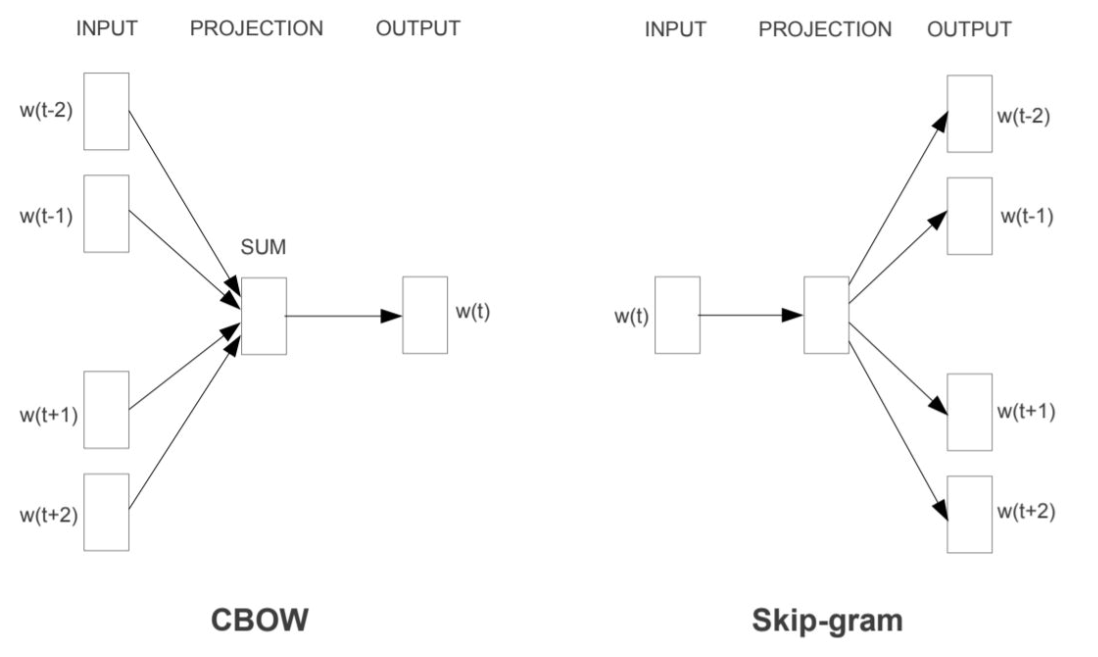 INPUT PROJECTION OUTPUT
w(t-2)
w(t-1)
SUM
w(t)
w(t+1)
w(t+2)
CBOW
INPUT PROJECTION OUTPUT
w(t-2)
w(t-1)
w(t)
w(t+1)
w(t+2)
Skip-gram